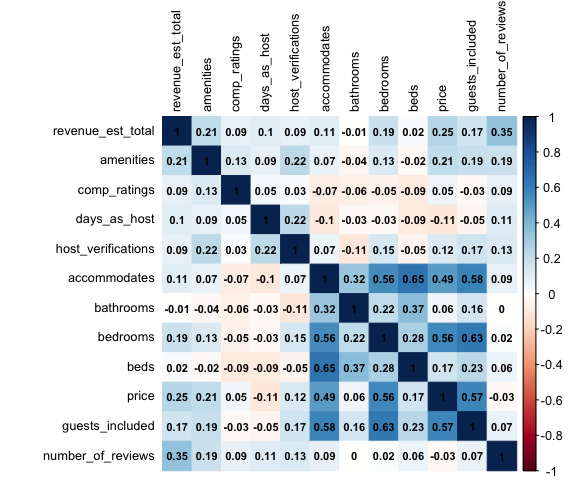 revenue_est_total amenities comp_ratings days_as_host host_verifications accommodates bathrooms bedrooms beds price guests_included number_of_reviews
revenue_est_total 1 0.21 0.09 0.1 0.09 0.11 -0.01 0.19 0.02 0.25 0.17 0.35
amenities 0.21 1 0.13 0.09 0.22 0.07 -0.04 0.13 -0.02 0.21 0.19 0.19
comp_ratings 0.09 0.13 1 0.05 0.03 -0.07 -0.06 -0.05 -0.09 0.05 -0.03 0.09
days_as_host 0.1 0.09 0.05 1 0.22 -0.1 -0.03 -0.03 -0.09 -0.11 -0.05 0.11
host_verifications 0.09 0.22 0.03 0.22 1 0.07 -0.11 0.15 -0.05 0.12 0.17 0.13
accommodates 0.11 0.07 -0.07 -0.1 0.07 1 0.32 0.56 0.65 0.49 0.58 0.09
bathrooms -0.01 -0.04 -0.06 -0.03 -0.11 0.32 1 0.22 0.37 0.06 0.16 0
bedrooms 0.19 0.13 -0.05 -0.03 0.15 0.56 0.22 1 0.28 0.56 0.63 0.02
beds 0.02 -0.02 -0.09 -0.09 -0.05 0.65 0.37 0.28 1 0.17 0.23 0.06
price 0.25 0.21 0.05 -0.11 0.12 0.49 0.06 0.56 0.17 1 0.57 -0.03
guests_included 0.17 0.19 -0.03 -0.05 0.17 0.58 0.16 0.63 0.23 0.57 1 0.07
number_of_reviews 0.35 0.19 0.09 0.11 0.13 0.09 0 0.02 0.06 -0.03 0.07 1
1
0.8
0.6
0.4
0.2
0
-0.2
-0.4
-0.6
-0.8
-1